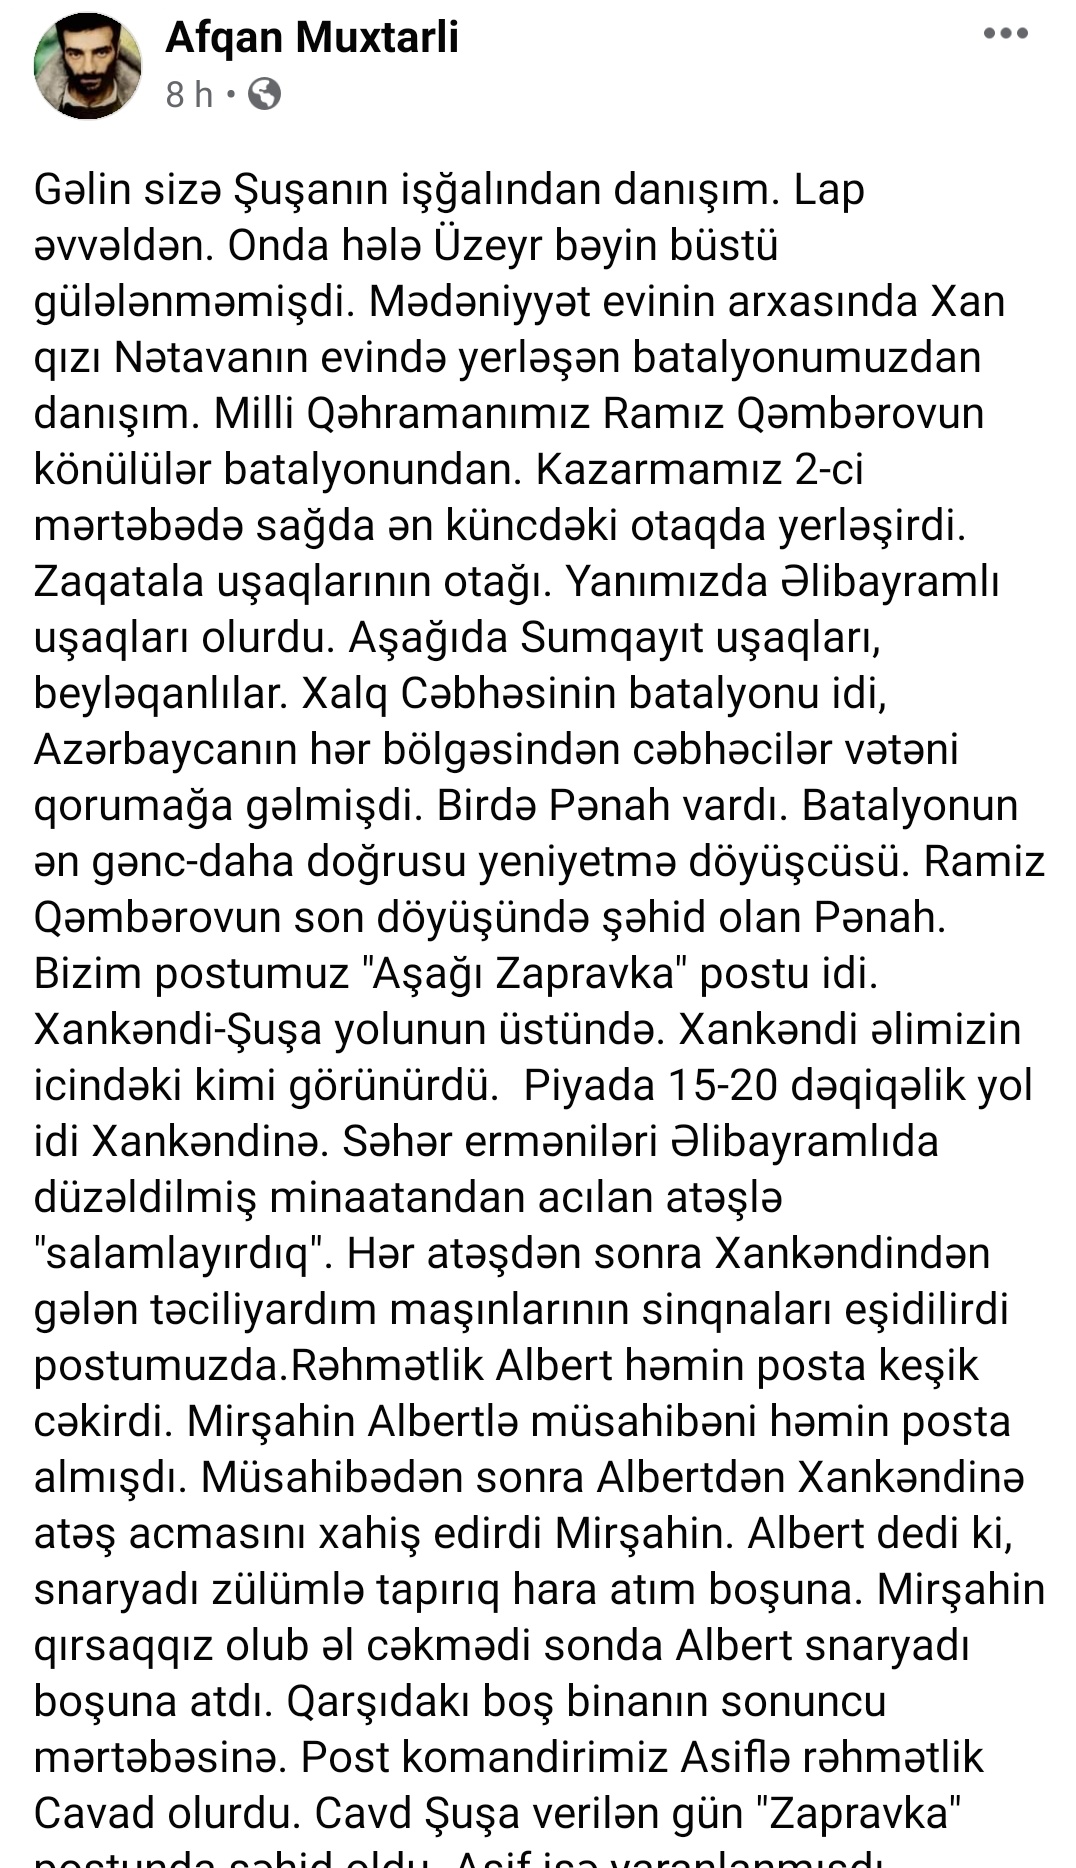 Afqan Muxtarli
8 h •
Gəlin sizə Şuşanın işğalından danışım. Lap
əvvəldən. Onda hələ Üzeyr bəyin büstü
gülələnməmişdi. Mədəniyyət evinin arxasında Xan
qızı Nətavanın evində yerləşən batalyonumuzdan
danışım. Milli Qəhramanımız Ramız Qəmbərovun
könülülər batalyonundan. Kazarmamız 2-ci
mərtəbədə sağda ən küncdəki otaqda yerləşirdi.
Zaqatala uşaqlarının otağı. Yanımızda Əlibayramlı
uşaqları olurdu. Aşağıda Sumqayıt uşaqları,
beyləqanlılar. Xalq Cəbhəsinin batalyonu idi,
Azərbaycanın hər bölgəsindən cəbhəcilər vətəni
qorumağa gəlmişdi. Birdə Pənah vardı. Batalyonun
ən gənc-daha doğrusu yeniyetmə döyüşcüsü. Ramiz
Qəmbərovun son döyüşündə şəhid olan Pənah.
Bizim postumuz "Aşağı Zapravka" postu idi.
Xankəndi-Şuşa yolunun üstündə. Xankəndi əlimizin
icindəki kimi görünürdü.  Piyada 15-20 dəqiqəlik yol
idi Xankəndinə. Səhər erməniləri Əlibayramlıda
düzəldilmiş minaatandan acılan atəşlə
"salamlayırdıq". Hər atəşdən sonra Xankəndindən
gələn təciliyardım maşınlarının sinqnaları eşidilirdi
postumuzda.Rəhmətlik Albert həmin posta keşik
cəkirdi. Mirşahin Albertlə müsahibəni həmin posta
almışdı. Müsahibədən sonra Albertdən Xankəndinə
atəş acmasını xahiş edirdi Mirşahin. Albert dedi ki,
snaryadı zülümlə tapırıq hara atım boşuna. Mirşahin
qırsaqqız olub əl cəkmədi sonda Albert snaryadı
boşuna atdı. Qarşıdakı boş binanın sonuncu
mərtəbəsinə. Post komandirimiz Asiflə rəhmətlik
Cavad olurdu. Cavd Şuşa verilən gün "Zapravka"
postunda şəhid oldu. Asif isə yaranlanmışdı.